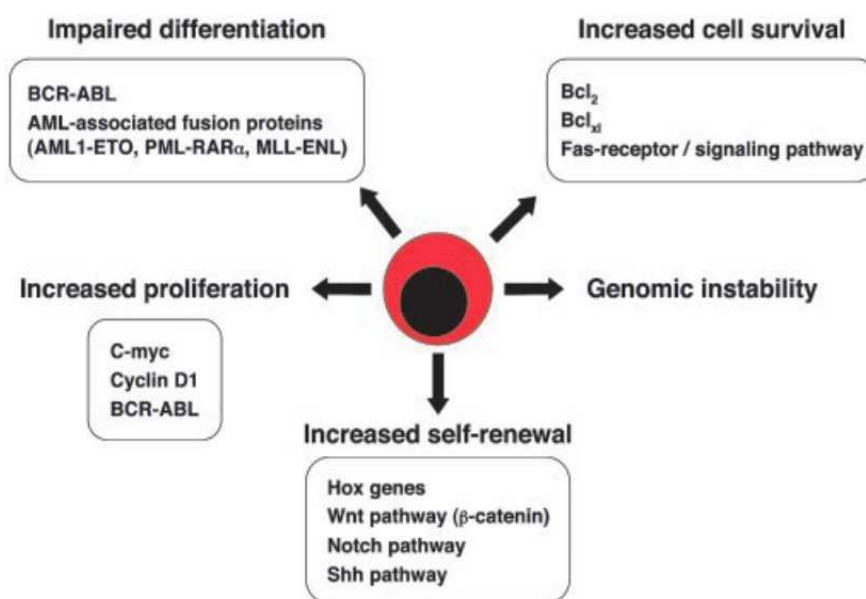 Impaired differentiation
BCR-ABL
AML-associated fusion proteins
(AML1-ETO, PML-RARα, MLL-ENL)
Increased cell survival
Bcl₂
Bclₓₗ
Fas-receptor / signaling pathway
Increased proliferation
C-myc
Cyclin D1
BCR-ABL
Genomic instability
Increased self-renewal
Hox genes
Wnt pathway (β-catenin)
Notch pathway
Shh pathway